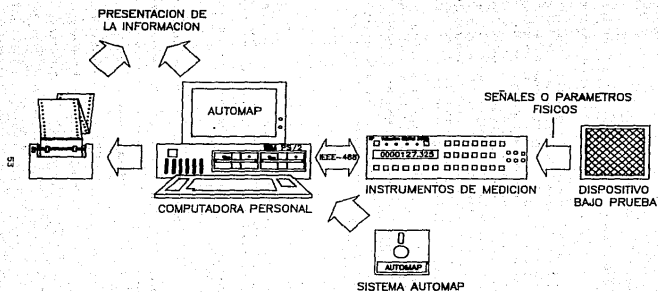 PRESENTACION DE
LA INFORMACION
AUTOMAP
SEÑALES O PARAMETROS
FISICOS
IBM PS/2
IEEE-488
0000127.325
53
COMPUTADORA PERSONAL
INSTRUMENTOS DE MEDICION
DISPOSITIVO
BAJO PRUEBA
AUTOMAP
SISTEMA AUTOMAP